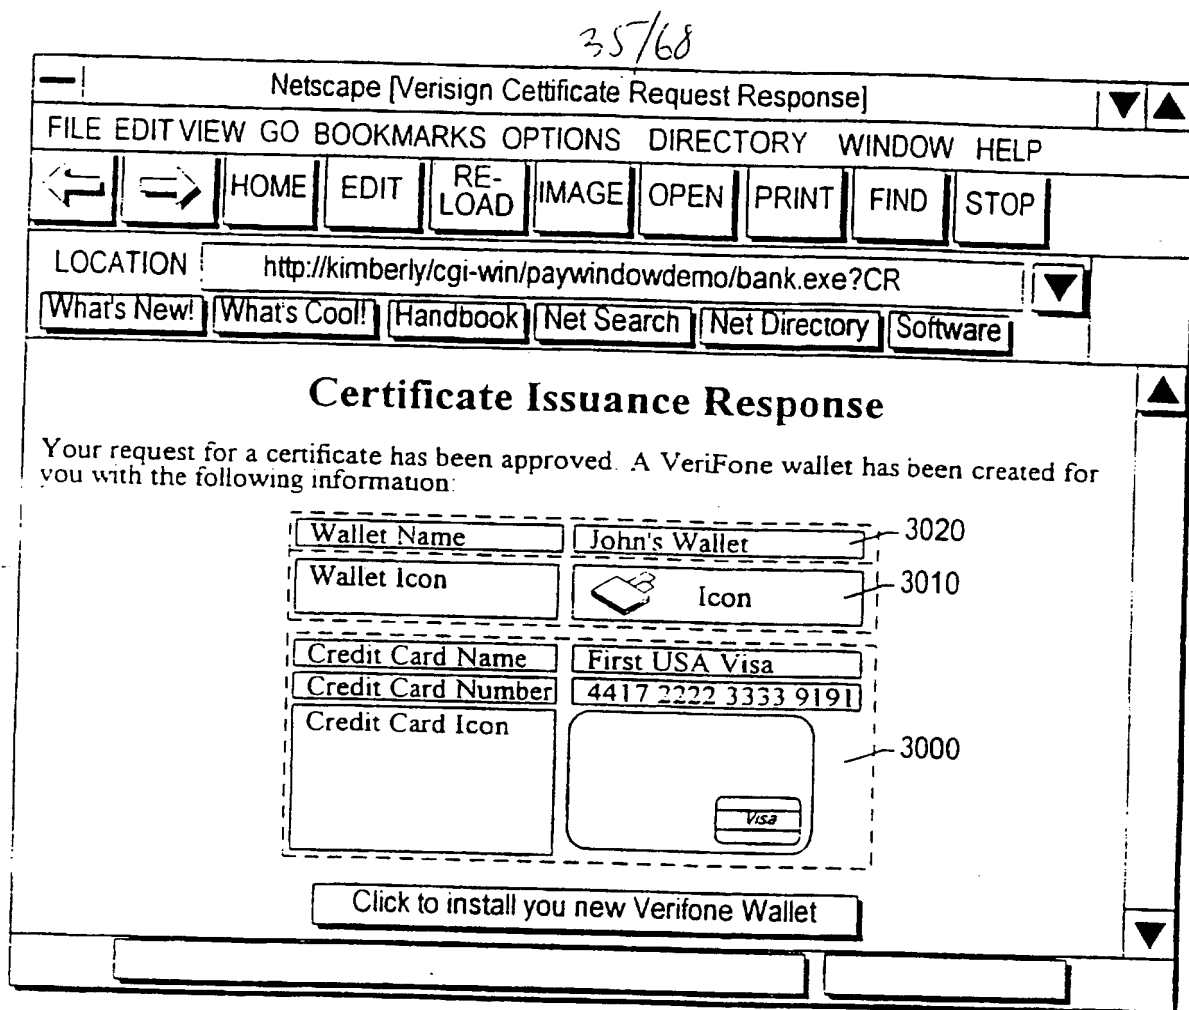 35/68
Netscape [Verisign Cettificate Request Response]
FILE EDIT VIEW GO BOOKMARKS OPTIONS DIRECTORY WINDOW HELP
HOME EDIT RE-LOAD IMAGE OPEN PRINT FIND STOP
LOCATION http://kimberly/cgi-win/paywindowdemo/bank.exe?CR
What's New! What's Cool! Handbook Net Search Net Directory Software
Certificate Issuance Response
Your request for a certificate has been approved. A VeriFone wallet has been created for
you with the following information:
Wallet Name John's Wallet 3020
Wallet Icon Icon 3010
Credit Card Name First USA Visa
Credit Card Number 4417 2222 3333 9191
Credit Card Icon
3000
Visa
Click to install you new Verifone Wallet